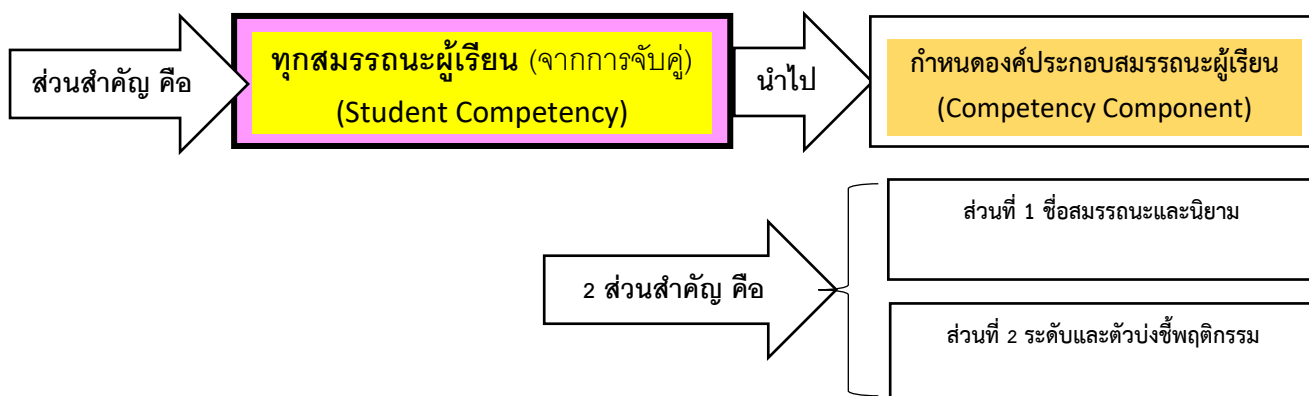 ส่วนสำคัญ คือ
ทุกสมรรถนะผู้เรียน (จากการจับคู่)
(Student Competency)
นำไป
กำหนดองค์ประกอบสมรรถนะผู้เรียน
(Competency Component)
2 ส่วนสำคัญ คือ
ส่วนที่ 1 ชื่อสมรรถนะและนิยาม
ส่วนที่ 2 ระดับและตัวบ่งชี้พฤติกรรม